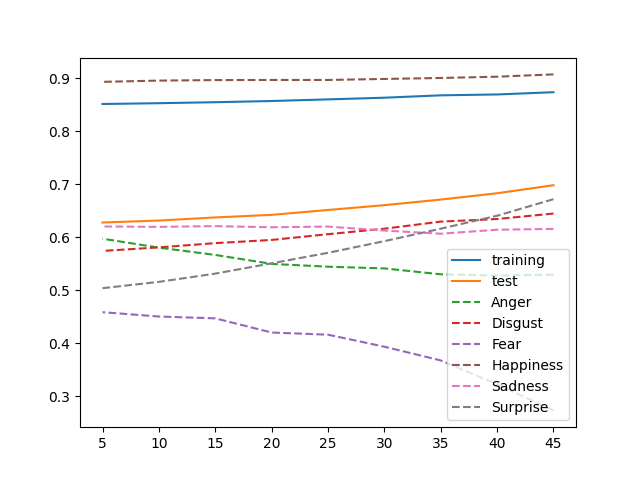 0.9
0.8
0.7
0.6
0.5
0.4
0.3
5 10 15 20 25 30 35 40 45
training
test
Anger
Disgust
Fear
Happiness
Sadness
Surprise